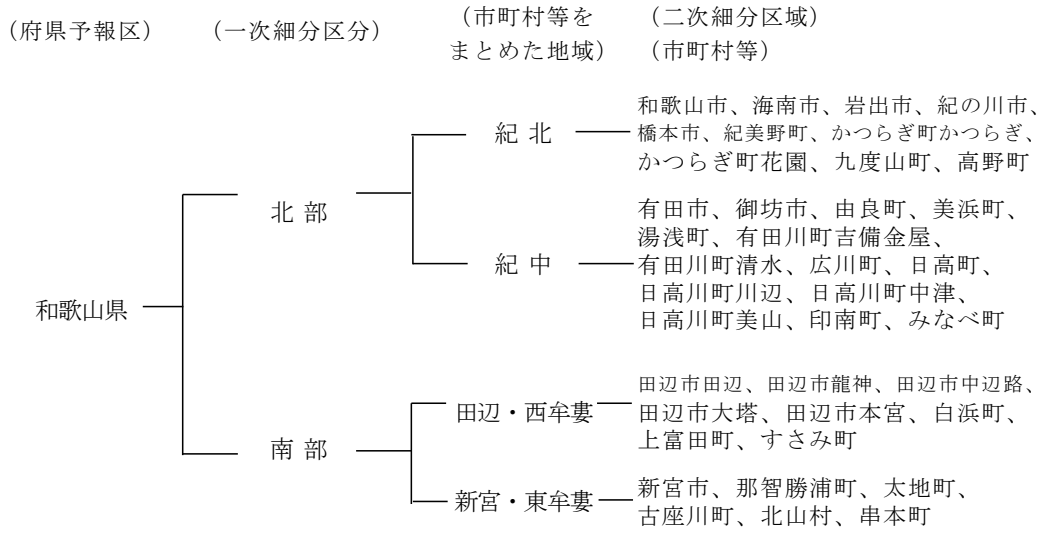 （府県予報区）　（一次細分区分）　（市町村等を　（二次細分区域）
まとめた地域）　（市町村等）
和歌山県
北部
紀北
和歌山市、海南市、岩出市、紀の川市、
橋本市、紀美野町、かつらぎ町かつらぎ、
かつらぎ町花園、九度山町、高野町
紀中
有田市、御坊市、由良町、美浜町、
湯浅町、有田川町吉備金屋、
有田川町清水、広川町、日高町、
日高川町川辺、日高川町中津、
日高川町美山、印南町、みなべ町
南部
田辺・西牟婁
田辺市田辺、田辺市龍神、田辺市中辺路、
田辺市大塔、田辺市本宮、白浜町、
上富田町、すさみ町
新宮・東牟婁
新宮市、那智勝浦町、太地町、
古座川町、北山村、串本町